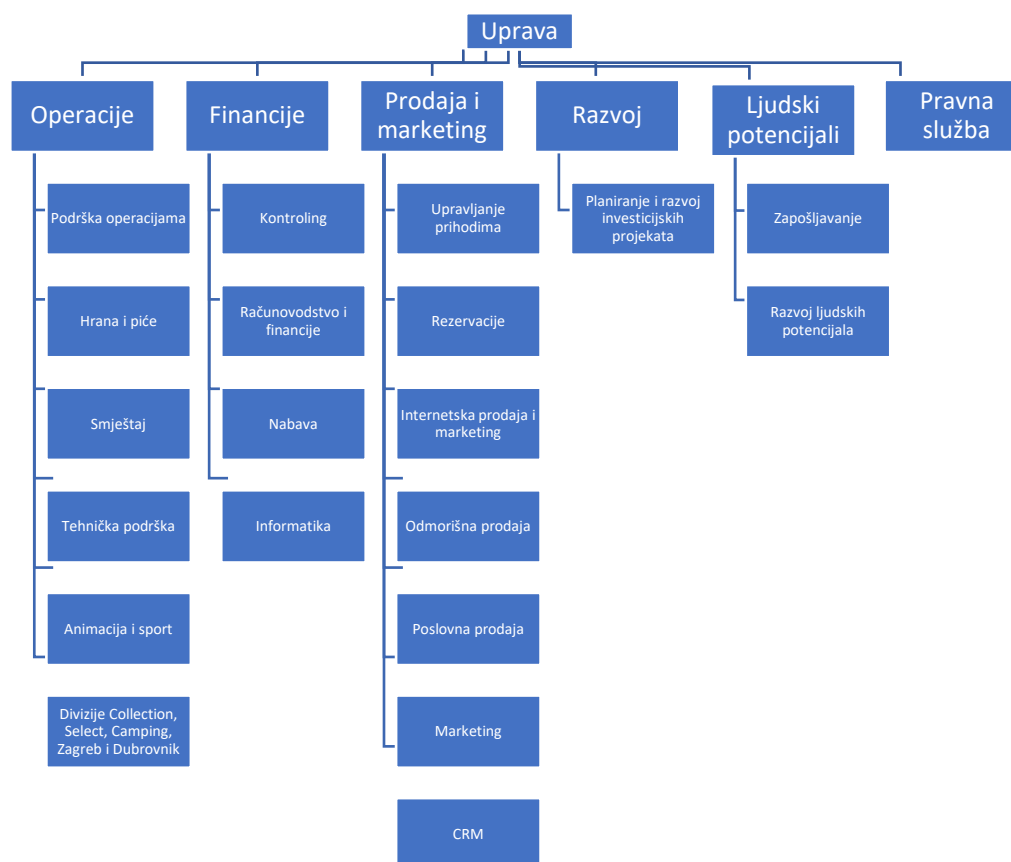 Uprava
Operacije
Financije
Prodaja i
marketing
Razvoj
Ljudski
potencijali
Pravna
služba
Podrška operacijama
Kontroling
Upravljanje
prihodima
Planiranje i razvoj
investicijskih
projekata
Zapošljavanje
Hrana i piće
Računovodstvo i
financije
Rezervacije
Razvoj ljudskih
potencijala
Smještaj
Nabava
Internetska prodaja i
marketing
Tehnička podrška
Informatika
Odmorišna prodaja
Animacija i sport
Poslovna prodaja
Divizije Collection,
Select, Camping,
Zagreb i Dubrovnik
Marketing
CRM